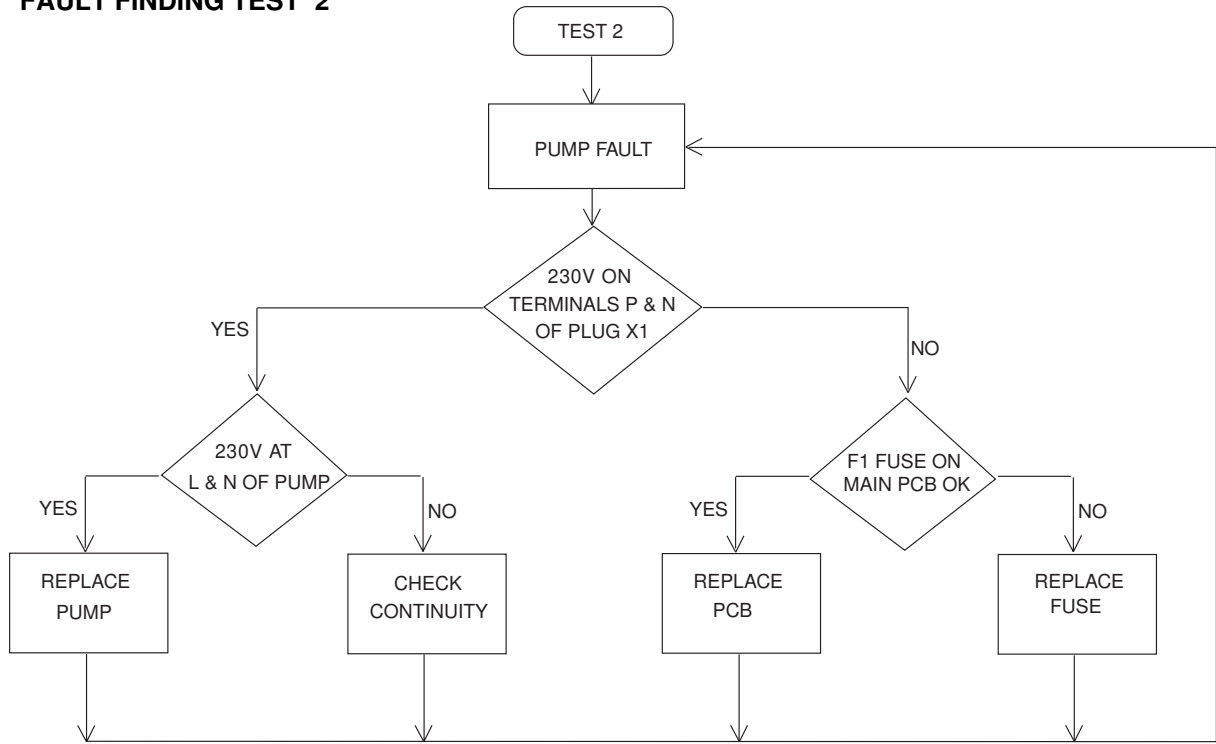 FAULT FINDING TEST 2
TEST 2
PUMP FAULT
230V ON
TERMINALS P & N
OF PLUG X1
YES
NO
230V AT
L & N OF PUMP
F1 FUSE ON
MAIN PCB OK
YES
NO
YES
NO
REPLACE
PUMP
CHECK
CONTINUITY
REPLACE
PCB
REPLACE
FUSE